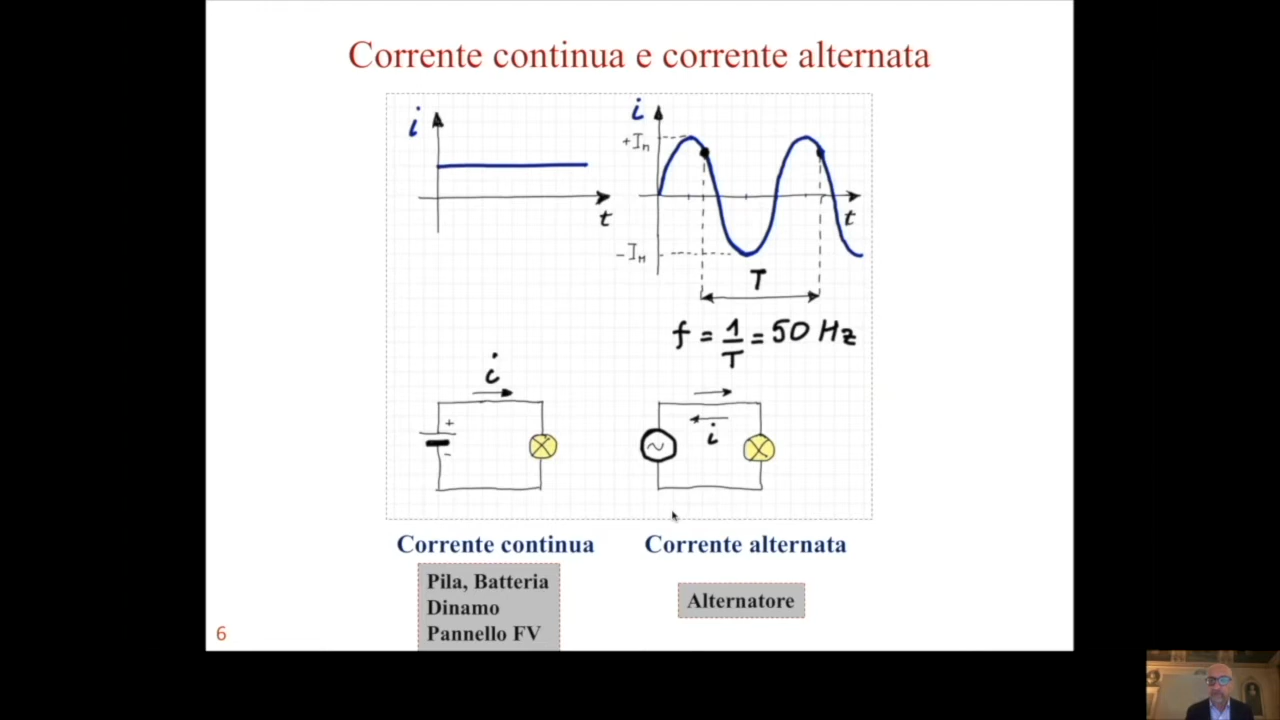 Corrente continua e corrente alternata
i
t
i
+I_M
-I_M
t
T
f = 1/T = 50 Hz
i
+
-
~
i
Corrente continua
Corrente alternata
Pila, Batteria
Dinamo
Pannello FV
Alternatore
6